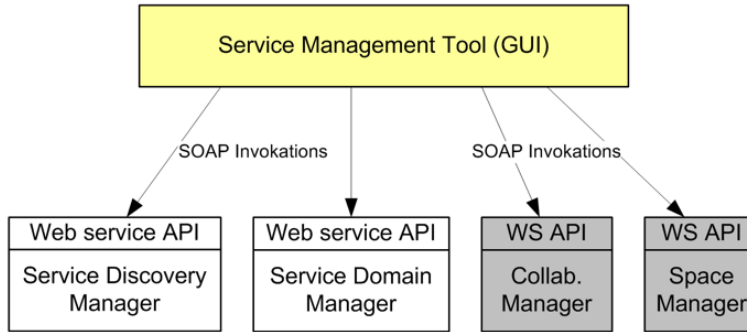 Service Management Tool (GUI)
SOAP Invokations
SOAP Invokations
Web service API
Service Discovery
Manager
Web service API
Service Domain
Manager
WS API
Collab.
Manager
WS API
Space
Manager